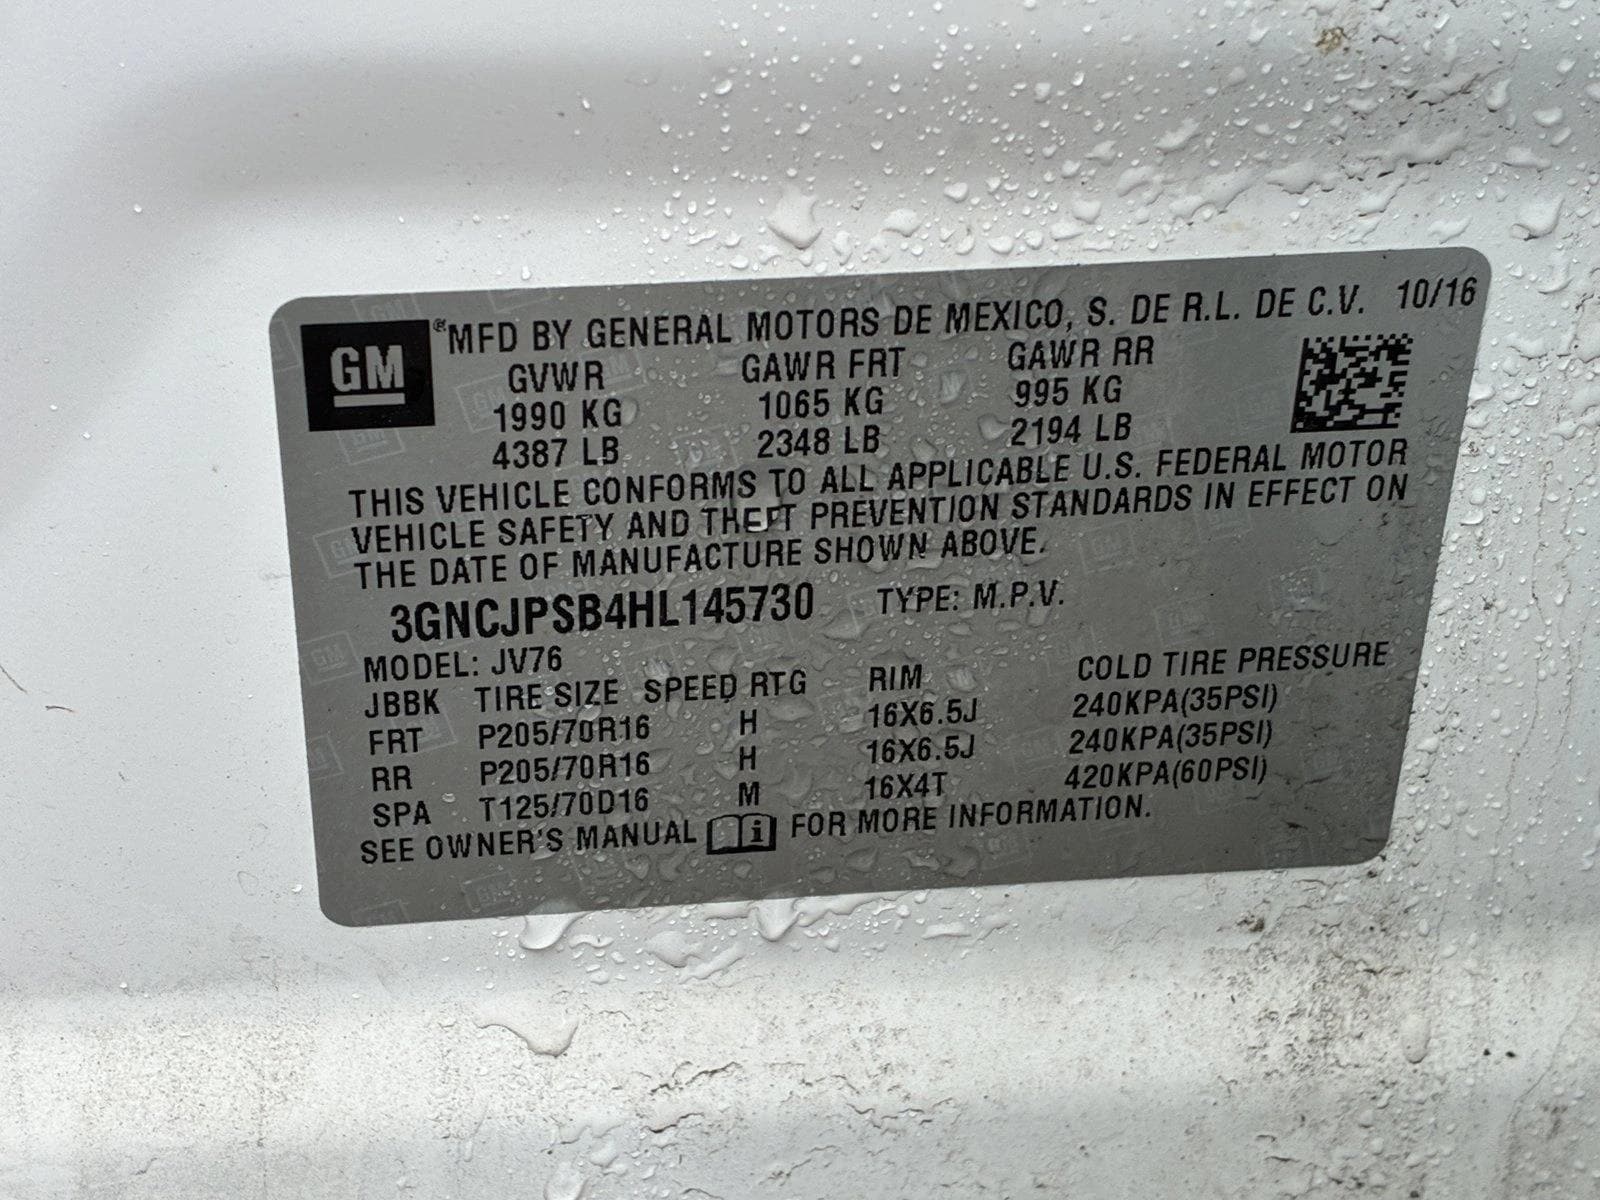 GM ®MFD BY GENERAL MOTORS DE MEXICO, S. DE R.L. DE C.V. 10/16
GVWR GAWR FRT GAWR RR
1990 KG 1065 KG 995 KG
4387 LB 2348 LB 2194 LB
THIS VEHICLE CONFORMS TO ALL APPLICABLE U.S. FEDERAL MOTOR
VEHICLE SAFETY AND THEFT PREVENTION STANDARDS IN EFFECT ON
THE DATE OF MANUFACTURE SHOWN ABOVE.
3GNCJPSB4HL145730 TYPE: M.P.V.
MODEL: JV76
JBBK TIRE SIZE SPEED RTG RIM COLD TIRE PRESSURE
FRT P205/70R16 H 16X6.5J 240KPA(35PSI)
RR P205/70R16 H 16X6.5J 240KPA(35PSI)
SPA T125/70D16 M 16X4T 420KPA(60PSI)
SEE OWNER'S MANUAL i FOR MORE INFORMATION.